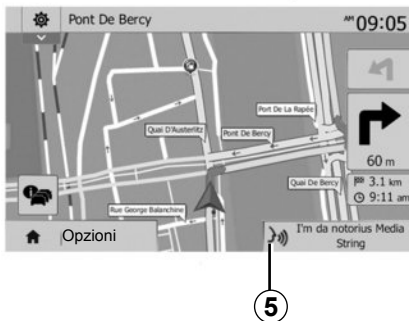 Pont De Bercy
AM 09:05
Port De La Rapée
Quai D'Austerlitz
Pont De Bercy
60 m
Quai De Bercy
3.1 km
9:11 am
Rue George Balanchine
Opzioni
I'm da notorius Media
String
5